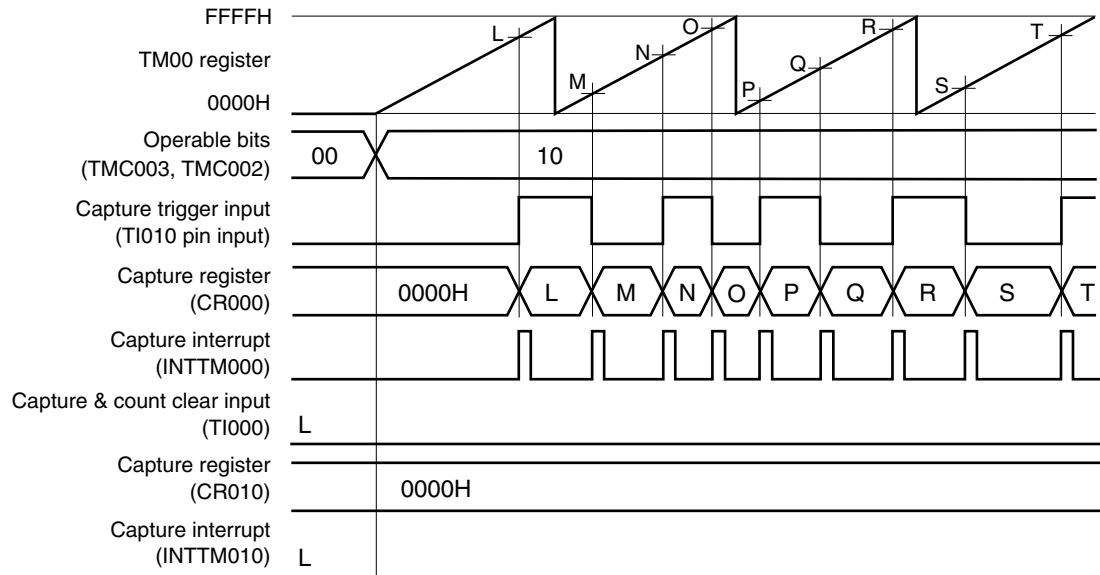 FFFFH
TM00 register
0000H
L
M
N
O
P
Q
R
S
T
Operable bits
(TMC003, TMC002)
00
10
Capture trigger input
(TI010 pin input)
Capture register
(CR000)
0000H
L
M
N
O
P
Q
R
S
T
Capture interrupt
(INTTM000)
Capture & count clear input
(TI000)
L
Capture register
(CR010)
0000H
Capture interrupt
(INTTM010)
L